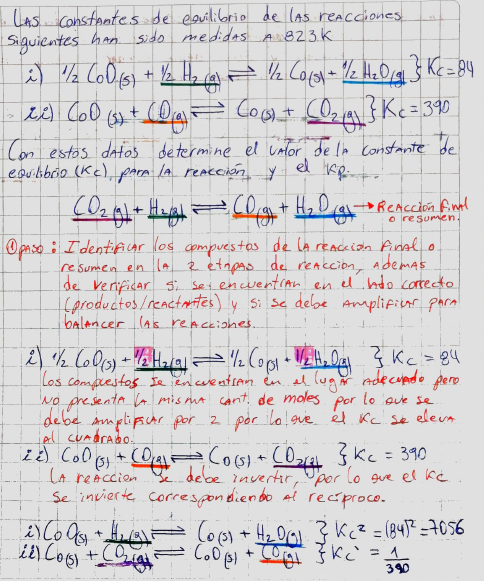 LAS constantes de equilibrio de LAS reacciones
siguientes han sido medidas A 823K
i) 1/2 CoO(s) + 1/2 H2(g) ⇌ 1/2 Co(s) + 1/2 H2O(g) } Kc = 84
ii) CoO(s) + CO(g) ⇌ Co(s) + CO2(g) } Kc = 390
Con estos datos determine el valor de la constante de
equilibrio (Kc), para la reacción, y el Kp.
CO2(g) + H2(g) ⇌ CO(g) + H2O(g) → Reacción final
o resumen.
① paso: Identificar los compuestos de la reacción final o
resumen en la 2 etapas de reacción, además
de verificar si se encuentran en el lado correcto
(productos/reactantes) y si se debe Amplificar para
balancear las reacciones.
i) 1/2 CoO(s) + 1/2 H2(g) ⇌ 1/2 Co(s) + 1/2 H2O(g) } Kc = 84
Los compuestos se encuentran en el lugar adecuado pero
no presenta la misma cant. de moles por lo que se
debe amplificar por 2 por lo que el Kc se eleva
al cuadrado.
ii) CoO(s) + CO(g) ⇌ Co(s) + CO2(g) } Kc = 390
La reacción se debe invertir, por lo que el Kc
se invierte correspondiendo al recíproco.
i) CoO(s) + H2(g) ⇌ Co(s) + H2O(g) } Kc² = (84)² = 7056
ii) Co(s) + CO2(g) ⇌ CoO(s) + CO(g) } Kc' = 1/390